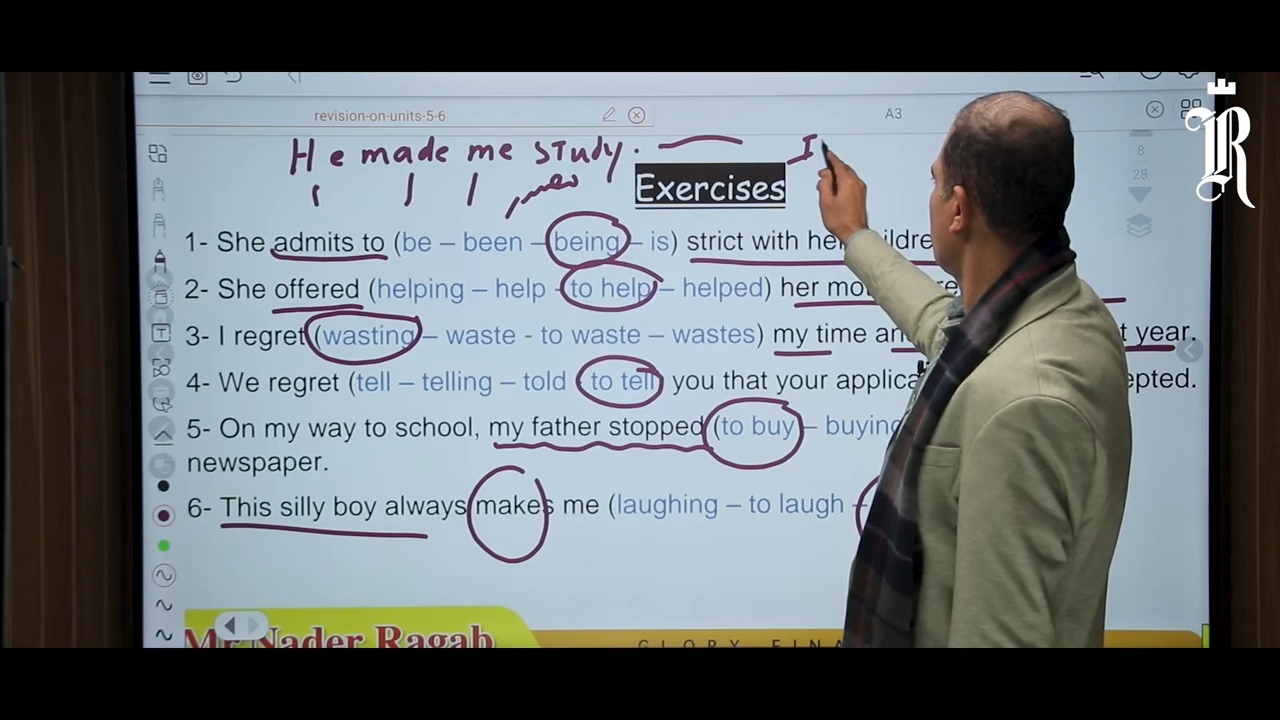 revision-on-units-5-6
A3
He made me study.
I
8
28
Exercises
1- She admits to (be – been – being – is) strict with her
2- She offered (helping – help - to help – helped) her
3- I regret (wasting – waste - to waste – wastes) my time t year.
4- We regret (tell – telling – told - to tell) you that your epted.
5- On my way to school, my father stopped (to buy – buying
newspaper.
6- This silly boy always makes me (laughing – to laugh –
Mr Nader Ragab
GLORY FINA
R